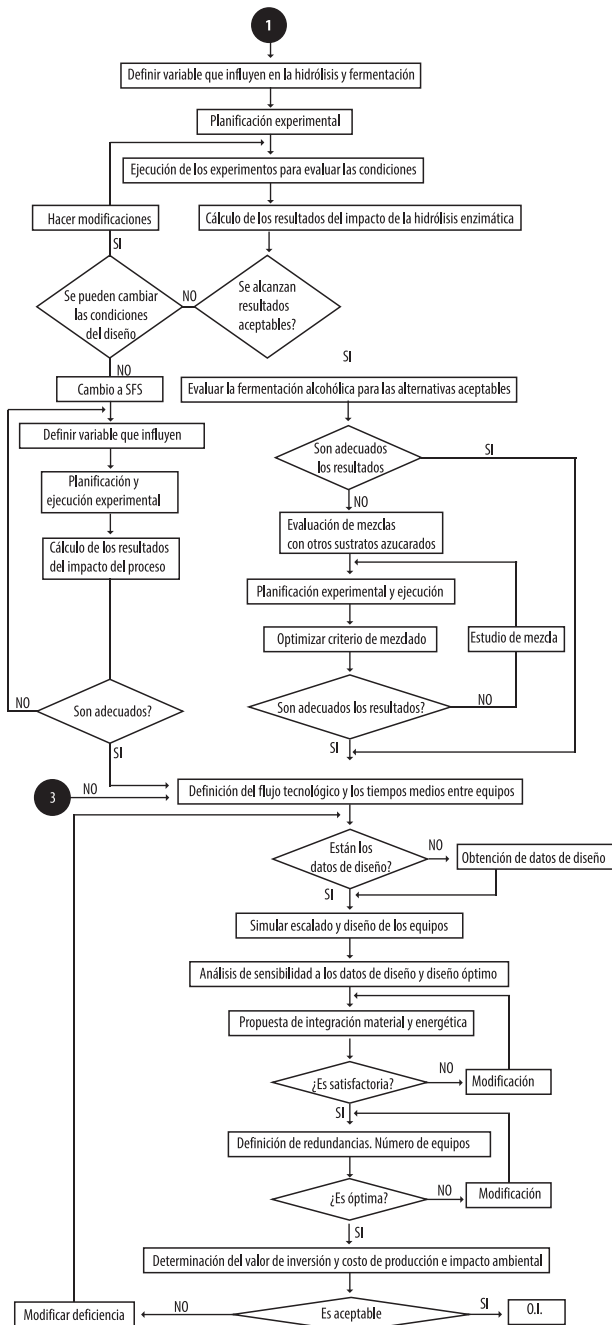 1
Definir variable que influyen en la hidrólisis y fermentación
Planificación experimental
Ejecución de los experimentos para evaluar las condiciones
Hacer modificaciones
Cálculo de los resultados del impacto de la hidrólisis enzimática
SI
Se pueden cambiar
las condiciones
del diseño
NO
Se alcanzan
resultados
aceptables?
NO
SI
Cambio a SFS
Evaluar la fermentación alcohólica para las alternativas aceptables
Definir variable que influyen
Son adecuados
los resultados
SI
NO
Planificación y
ejecución experimental
Evaluación de mezclas
con otros sustratos azucarados
Cálculo de los resultados
del impacto del proceso
Planificación experimental y ejecución
Optimizar criterio de mezclado
Estudio de mezcla
NO
Son adecuados?
SI
Son adecuados los resultados?
NO
SI
3
NO
Definición del flujo tecnológico y los tiempos medios entre equipos
Están los
datos de diseño?
NO
Obtención de datos de diseño
SI
Simular escalado y diseño de los equipos
Análisis de sensibilidad a los datos de diseño y diseño óptimo
Propuesta de integración material y energética
¿Es satisfactoria?
NO
Modificación
SI
Definición de redundancias. Número de equipos
¿Es óptima?
NO
Modificación
SI
Determinación del valor de inversión y costo de producción e impacto ambiental
Modificar deficiencia
NO
Es aceptable
SI
O.I.